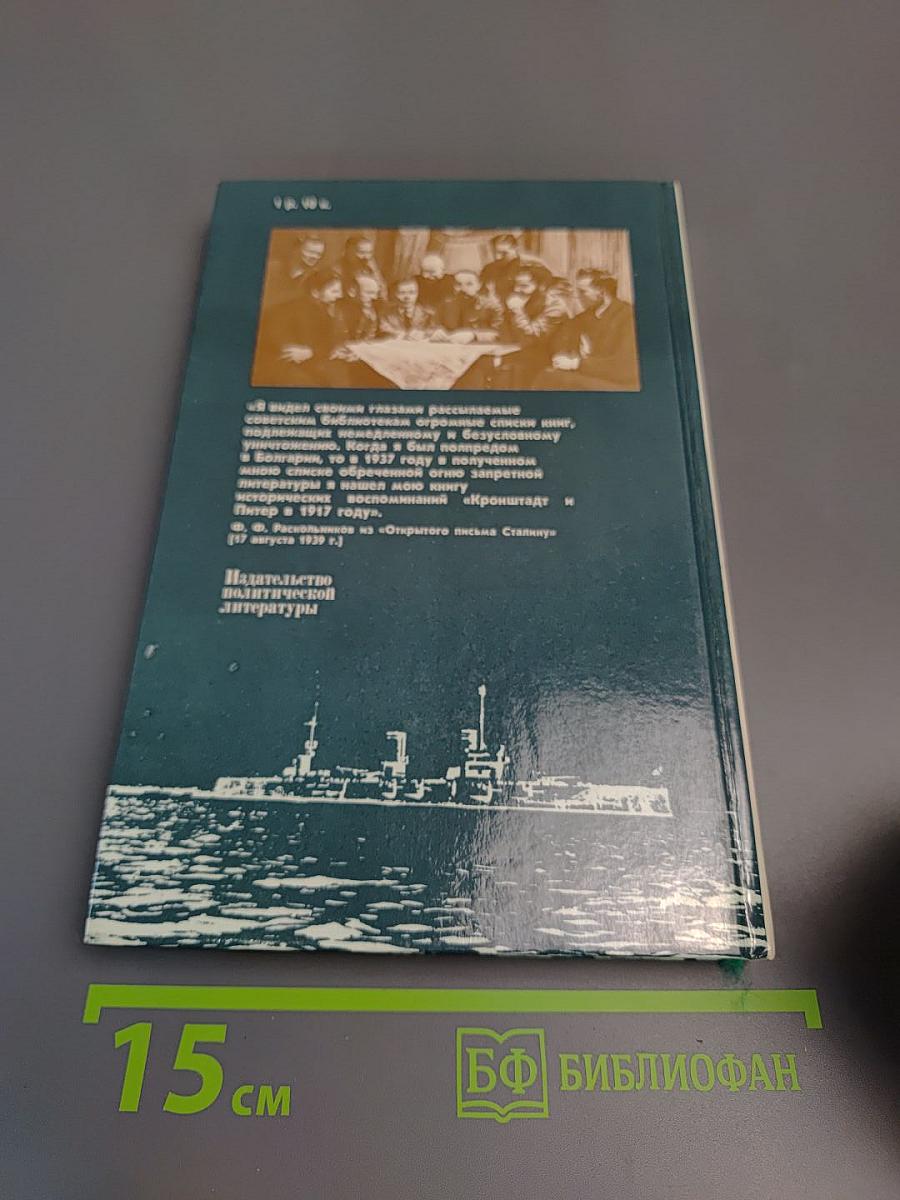 1 р. 10 к.
«Я видел своими глазами рассылаемые
советским библиотекам огромные списки книг,
подлежащих немедленному и безусловному
уничтожению. Когда я был полпредом
в Болгарии, то в 1937 году в полученном
мною списке обреченной огню запретной
литературы я нашел мою книгу
исторических воспоминаний «Кронштадт и
Питер в 1917 году».
Ф. Ф. Раскольников из «Открытого письма Сталину»
[17 августа 1939 г.]
Издательство
политической
литературы
15 см
БФ БИБЛИОФАН